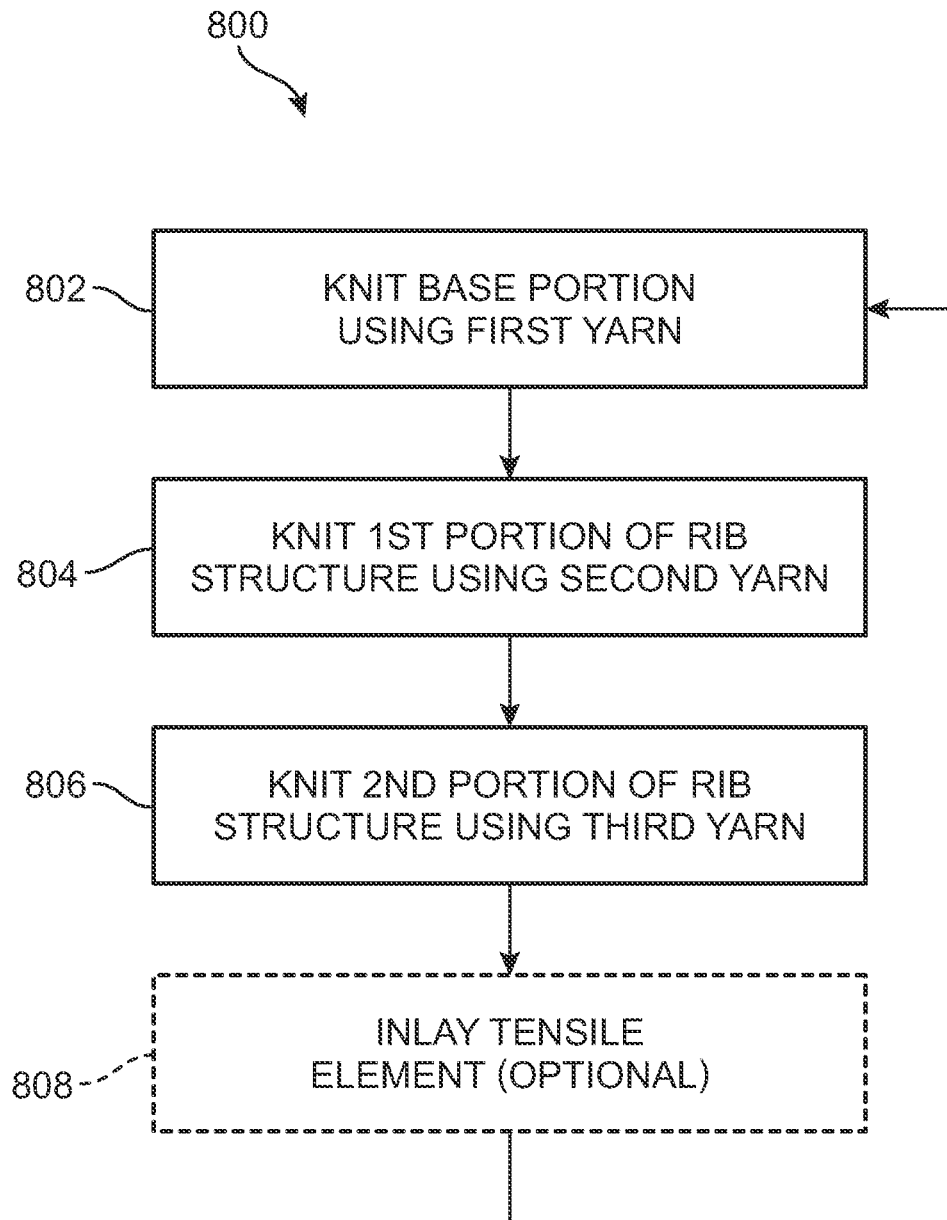 800
802
KNIT BASE PORTION
USING FIRST YARN
804
KNIT 1ST PORTION OF RIB
STRUCTURE USING SECOND YARN
806
KNIT 2ND PORTION OF RIB
STRUCTURE USING THIRD YARN
808
INLAY TENSILE
ELEMENT (OPTIONAL)